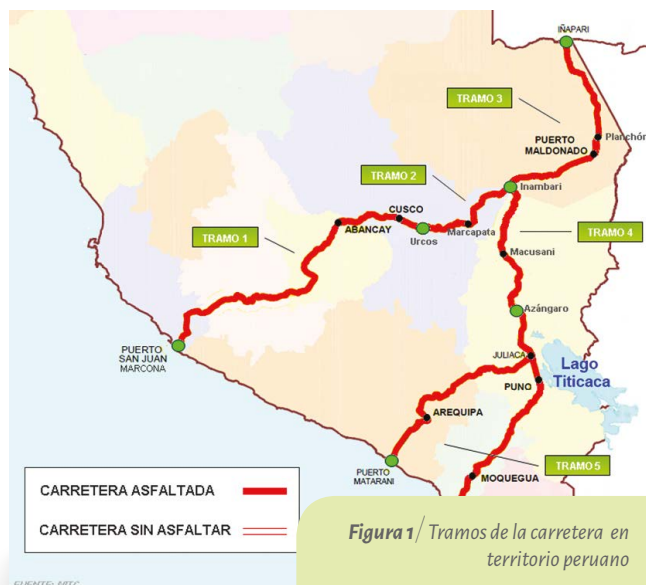 IÑAPARI
TRAMO 3
Planchón
PUERTO
MALDONADO
TRAMO 2
Inambari
CUSCO
ABANCAY
Urcos
Marcapata
TRAMO 1
TRAMO 4
Macusani
Azángaro
PUERTO
SAN JUAN
MARCONA
JULIACA
Lago
Titicaca
PUNO
AREQUIPA
PUERTO
MATARANI
TRAMO 5
MOQUEGUA
CARRETERA ASFALTADA
CARRETERA SIN ASFALTAR
Figura 1/ Tramos de la carretera en
territorio peruano
FUENTE: MTC